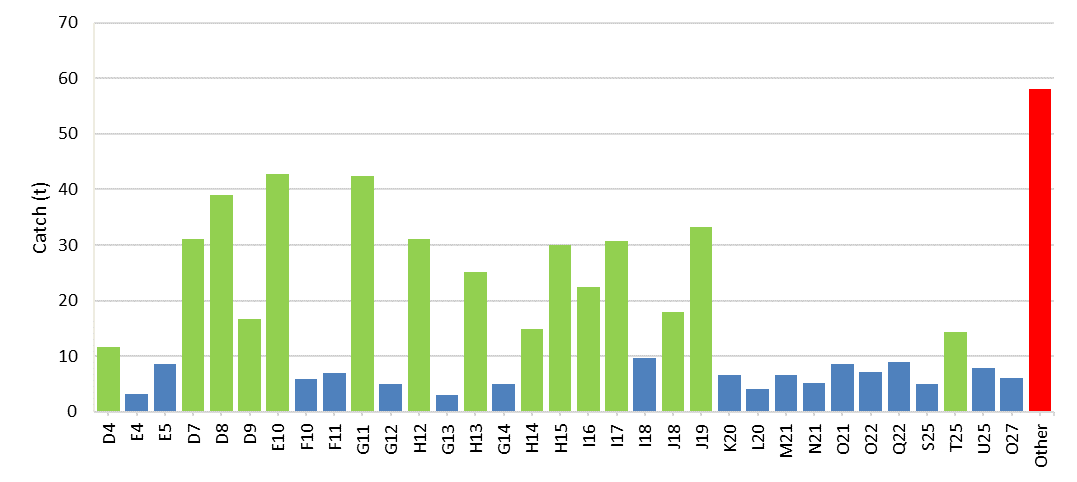 70
60
50
40
30
20
10
0
Catch (t)
D4
E4
E5
D7
D8
D9
E10
F10
F11
G11
G12
H12
G13
H13
G14
H14
H15
I16
I17
I18
J18
J19
K20
L20
M21
N21
O21
O22
Q22
S25
T25
U25
O27
Other